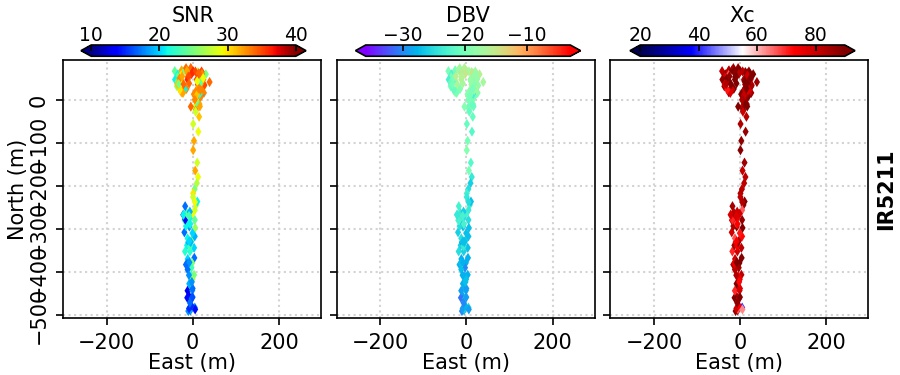 SNR DBV Xc
10 20 30 40 −30 −20 −10 20 40 60 80
North (m)
0
−100
−200
−300
−400
−500
−200 0 200 −200 0 200 −200 0 200
East (m) East (m) East (m)
IR5211